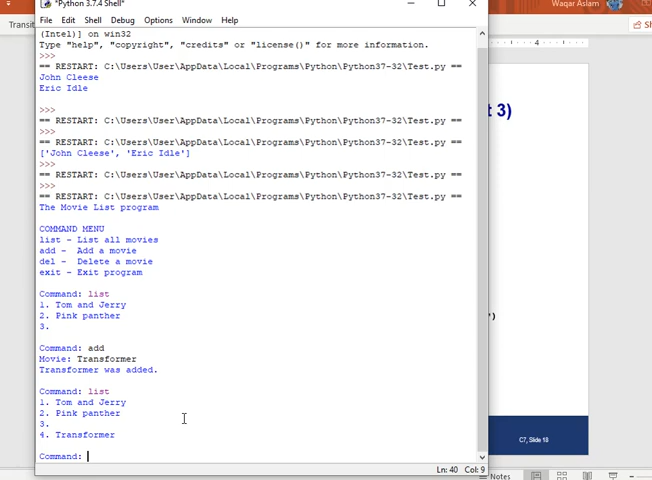 Waqar Aslam
Transiti
*Python 3.7.4 Shell*
File Edit Shell Debug Options Window Help
(Intel)] on win32
Type "help", "copyright", "credits" or "license()" for more information.
>>>
== RESTART: C:\Users\User\AppData\Local\Programs\Python\Python37-32\Test.py ==
John Cleese
Eric Idle
>>>
== RESTART: C:\Users\User\AppData\Local\Programs\Python\Python37-32\Test.py ==
>>>
== RESTART: C:\Users\User\AppData\Local\Programs\Python\Python37-32\Test.py ==
['John Cleese', 'Eric Idle']
>>>
== RESTART: C:\Users\User\AppData\Local\Programs\Python\Python37-32\Test.py ==
>>>
== RESTART: C:\Users\User\AppData\Local\Programs\Python\Python37-32\Test.py ==
The Movie List program
COMMAND MENU
list - List all movies
add - Add a movie
del - Delete a movie
exit - Exit program
Command: list
1. Tom and Jerry
2. Pink panther
3.
Command: add
Movie: Transformer
Transformer was added.
Command: list
1. Tom and Jerry
2. Pink panther
3.
4. Transformer
Command:
Ln: 40 Col: 9
Sh
4
t 3)
')
C7, Slide 18
Notes